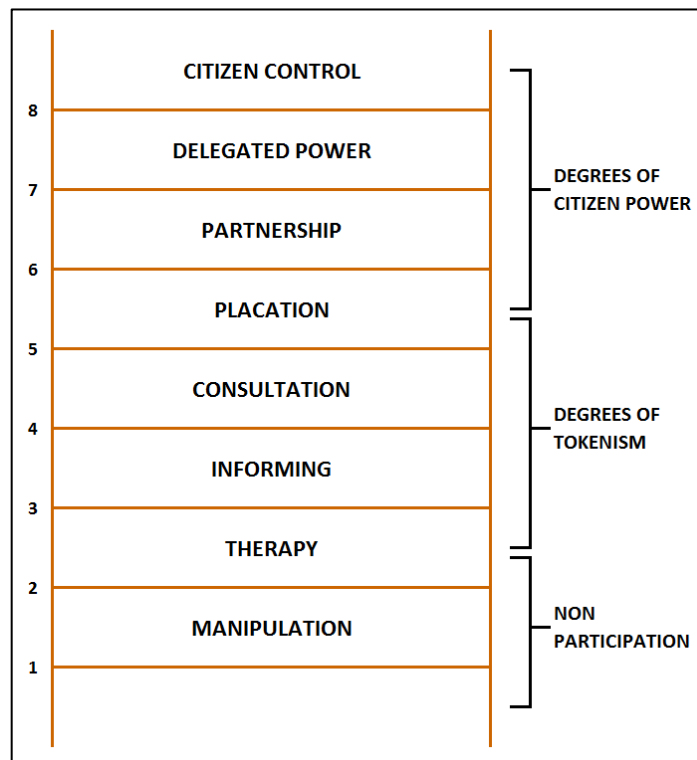 CITIZEN CONTROL
8
DELEGATED POWER
7
PARTNERSHIP
6
PLACATION
5
CONSULTATION
4
INFORMING
3
THERAPY
2
MANIPULATION
1
DEGREES OF
CITIZEN POWER
DEGREES OF
TOKENISM
NON
PARTICIPATION